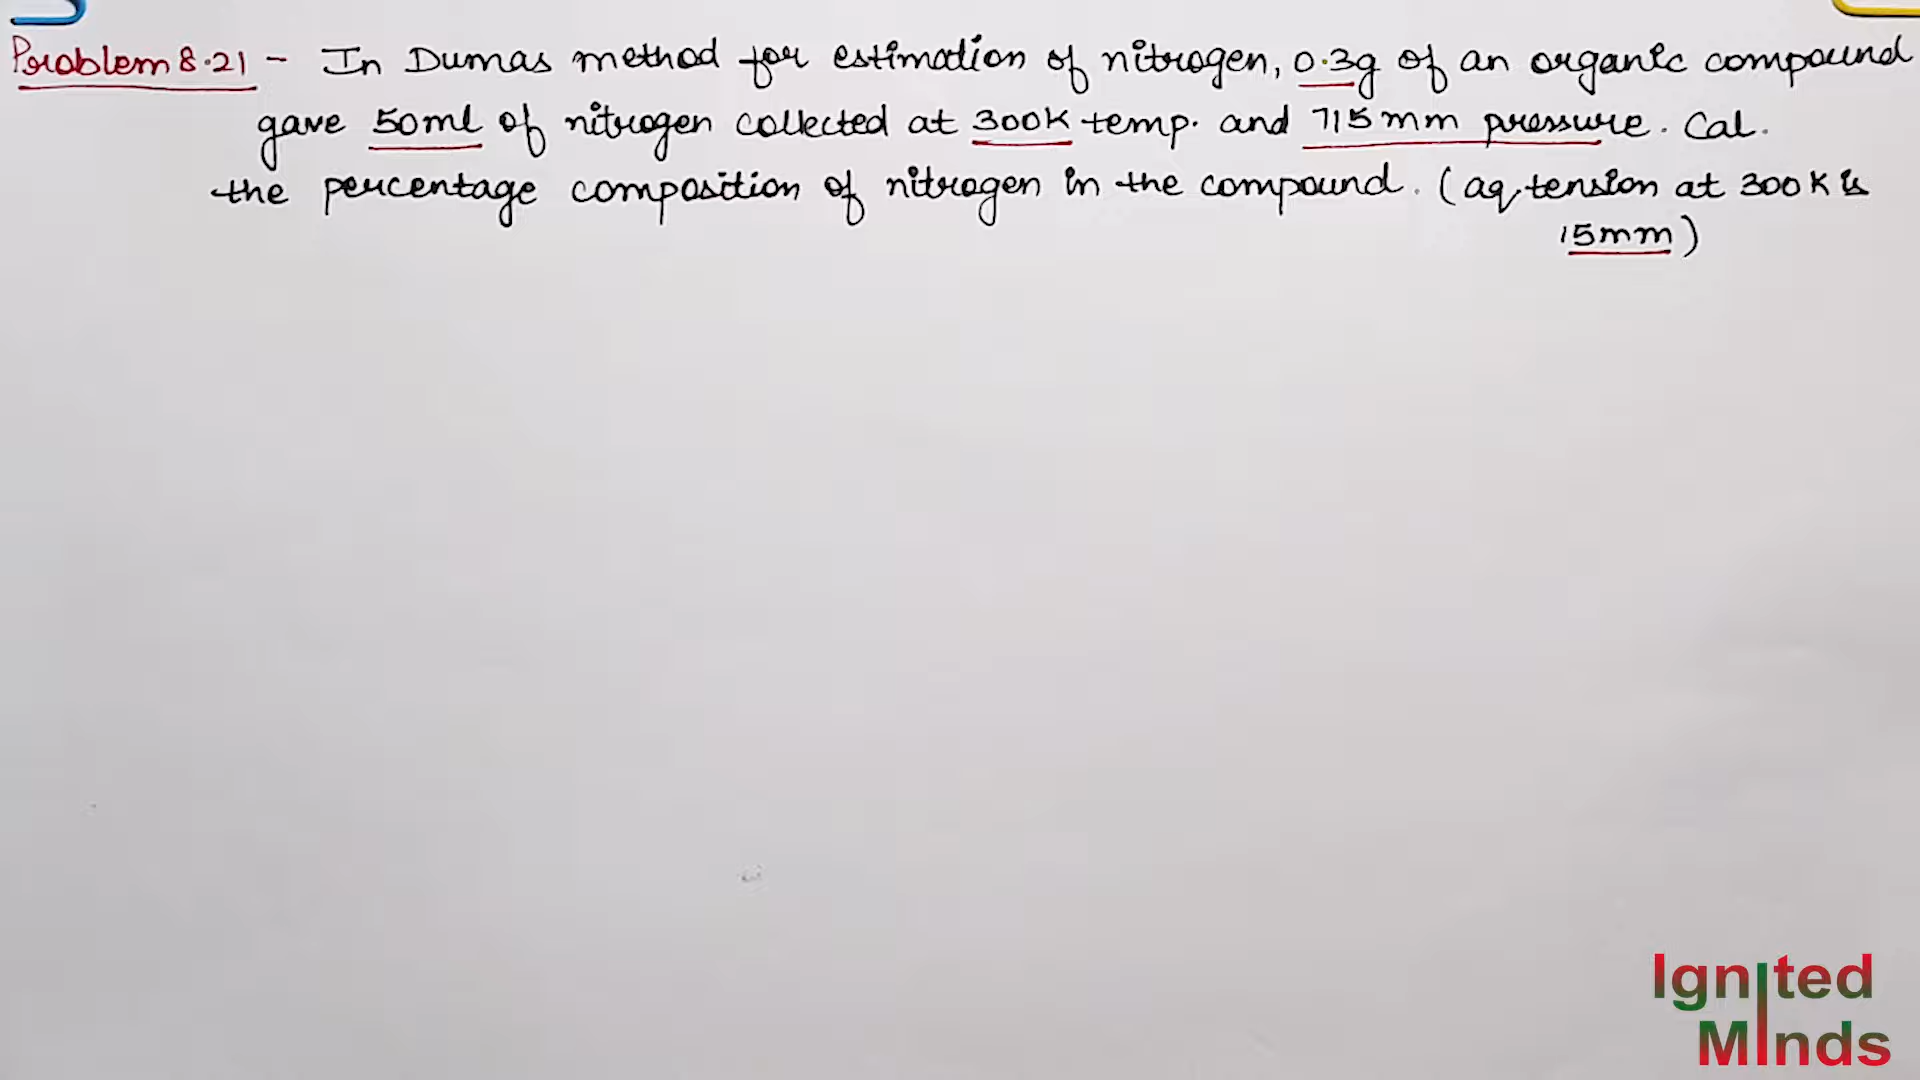 Problem 8.21 - In Dumas method for estimation of nitrogen, 0.3g of an organic compound
gave 50ml of nitrogen collected at 300K temp. and 715mm pressure. Cal.
the percentage composition of nitrogen in the compound. (aq. tension at 300K is
15mm)
Ignited
Minds